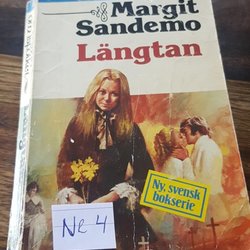 Margit
Sandemo
Längtan
Ny, svensk
bokserie
Nr 4